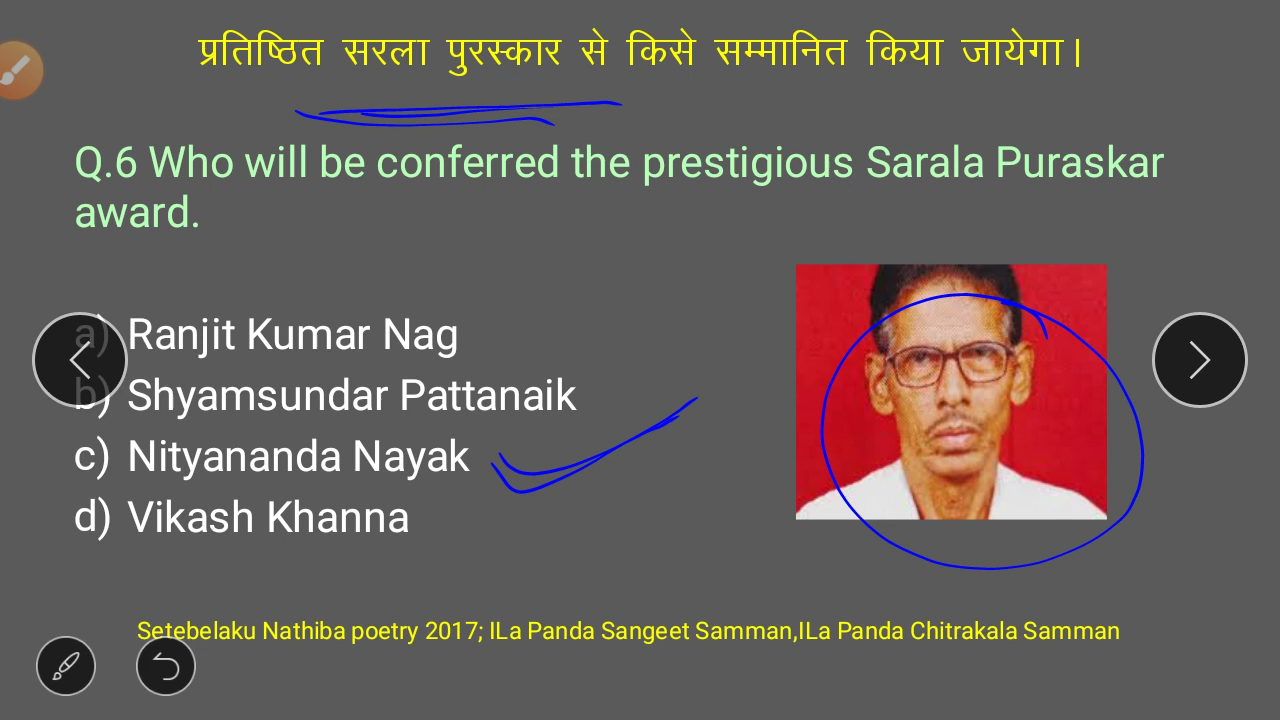 प्रतिष्ठित सरला पुरस्कार से किसे सम्मानित किया जायेगा।
Q.6 Who will be conferred the prestigious Sarala Puraskar
award.
a) Ranjit Kumar Nag
b) Shyamsundar Pattanaik
c) Nityananda Nayak
d) Vikash Khanna
Setebelaku Nathiba poetry 2017; ILa Panda Sangeet Samman,ILa Panda Chitrakala Samman